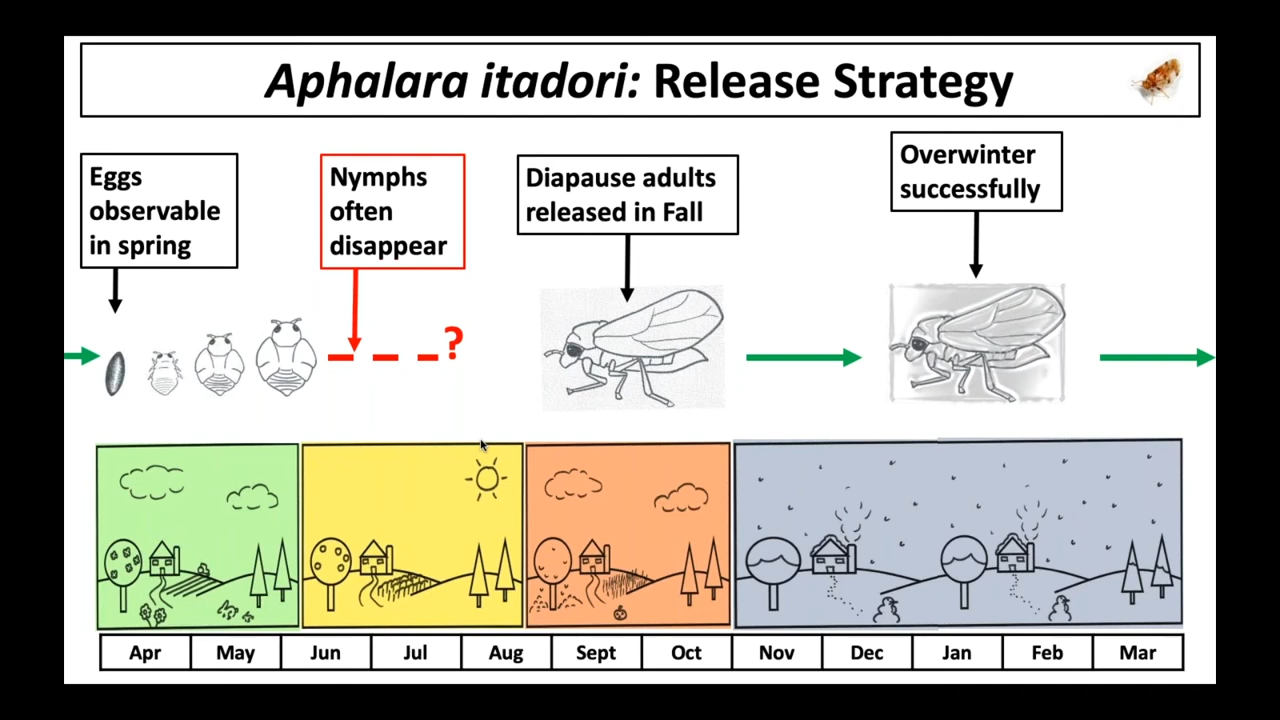 Aphalara itadori: Release Strategy
Eggs
observable
in spring
Nymphs
often
disappear
Diapause adults
released in Fall
Overwinter
successfully
?
Apr May Jun Jul Aug Sept Oct Nov Dec Jan Feb Mar